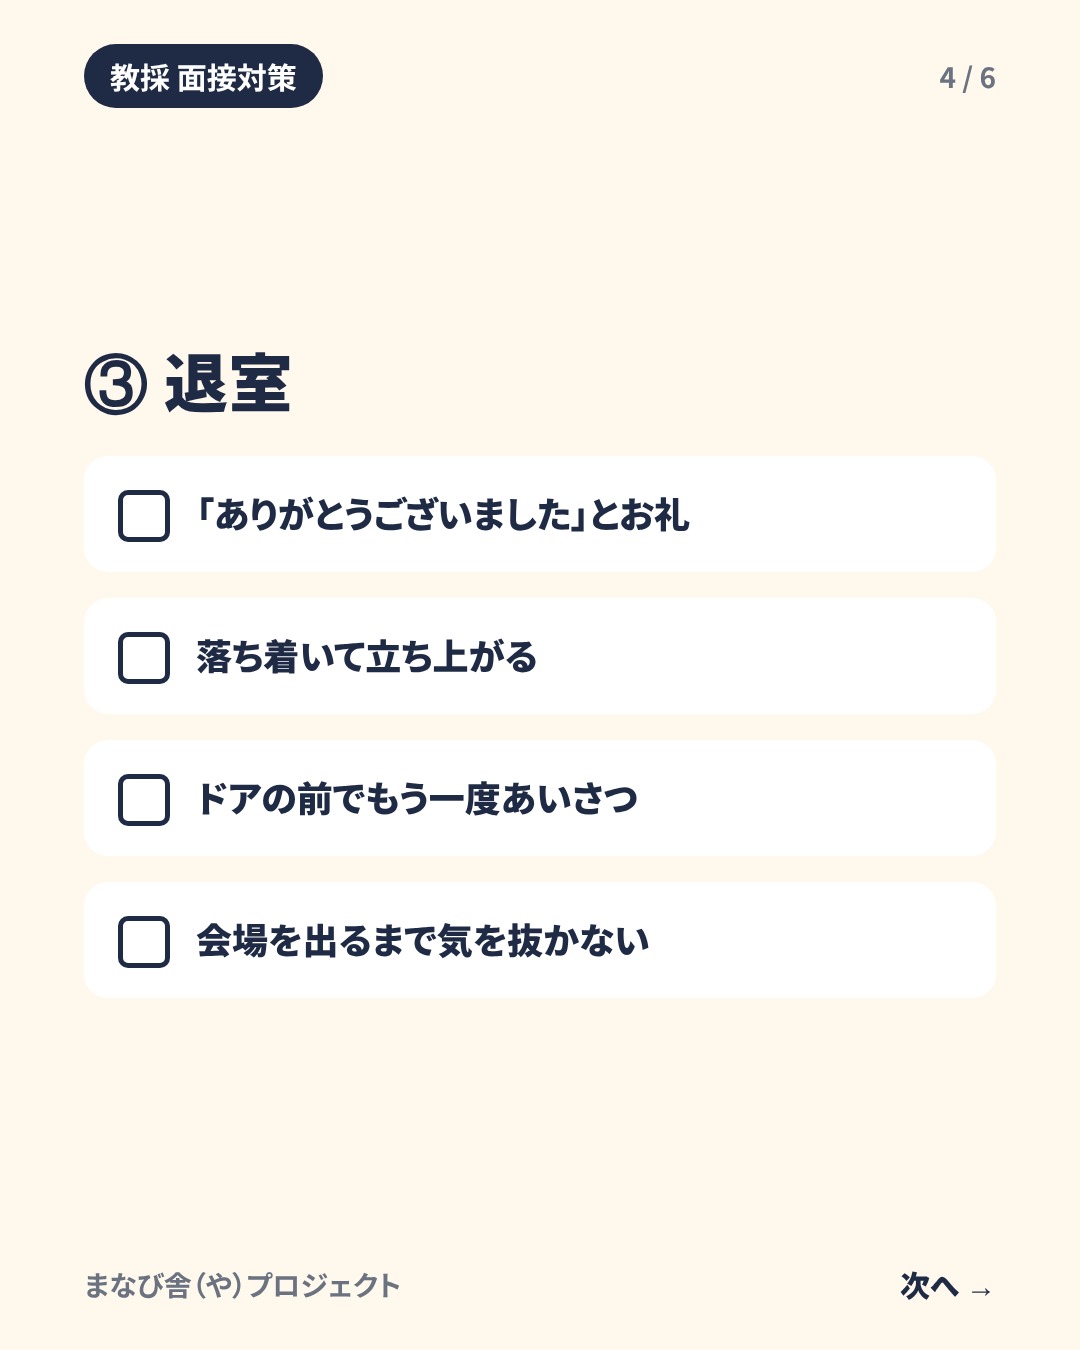 教採 面接対策
4 / 6
③ 退室
「ありがとうございました」とお礼
落ち着いて立ち上がる
ドアの前でもう一度あいさつ
会場を出るまで気を抜かない
まなび舎（や）プロジェクト
次へ →